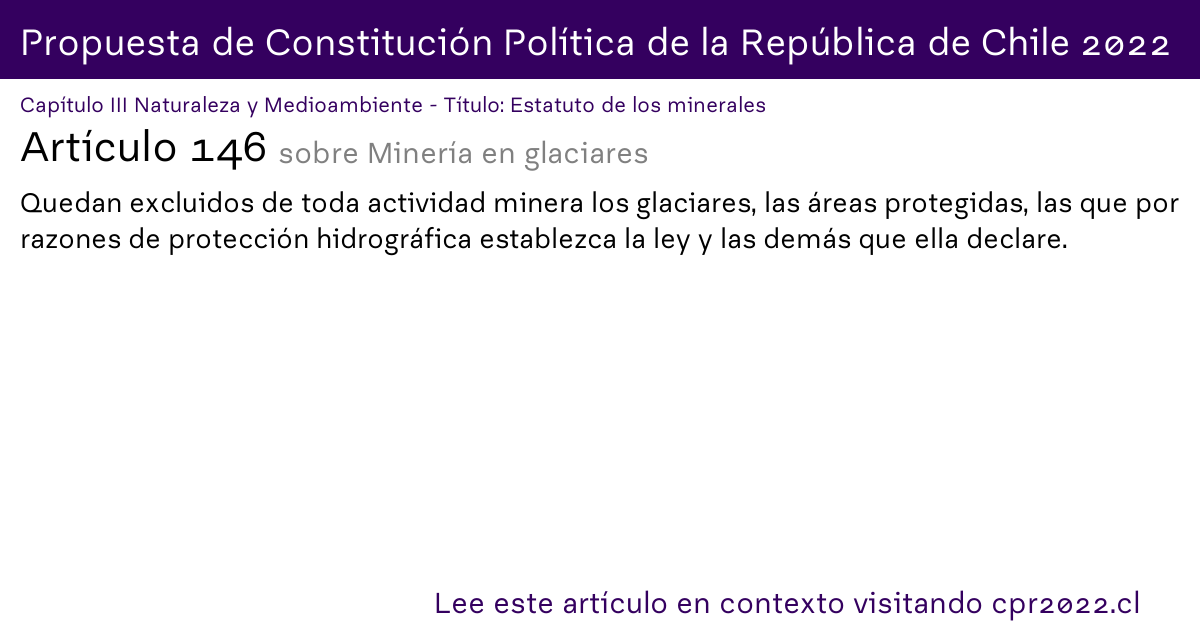 Propuesta de Constitución Política de la República de Chile 2022
Capítulo III Naturaleza y Medioambiente - Título: Estatuto de los minerales
Artículo 146 sobre Minería en glaciares
Quedan excluidos de toda actividad minera los glaciares, las áreas protegidas, las que por
razones de protección hidrográfica establezca la ley y las demás que ella declare.
Lee este artículo en contexto visitando cpr2022.cl